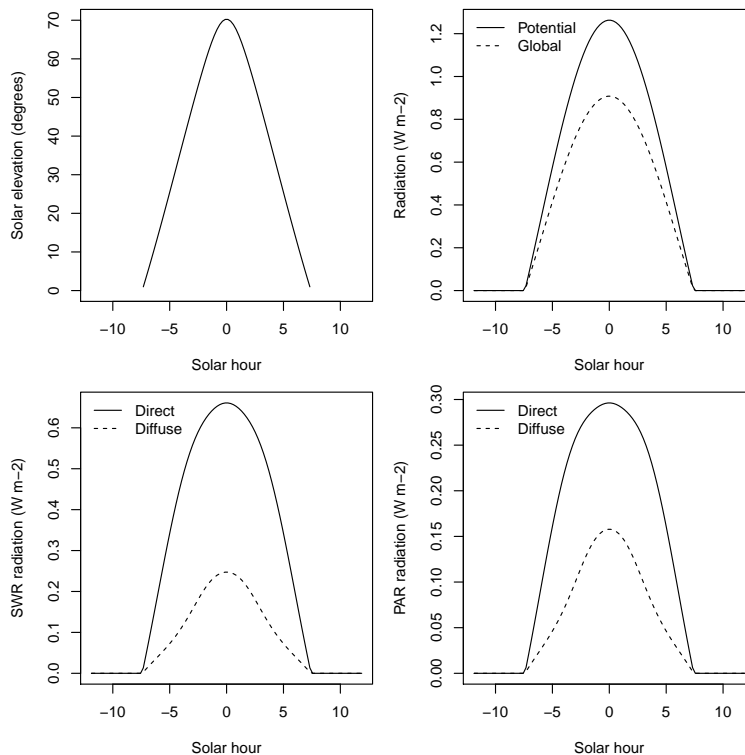 Solar elevation (degrees)
70
60
50
40
30
20
10
0
−10 −5 0 5 10
Solar hour
Radiation (W m−2)
1.2
1.0
0.8
0.6
0.4
0.2
0.0
Potential
Global
−10 −5 0 5 10
Solar hour
SWR radiation (W m−2)
0.6
0.5
0.4
0.3
0.2
0.1
0.0
Direct
Diffuse
−10 −5 0 5 10
Solar hour
PAR radiation (W m−2)
0.30
0.25
0.20
0.15
0.10
0.05
0.00
Direct
Diffuse
−10 −5 0 5 10
Solar hour